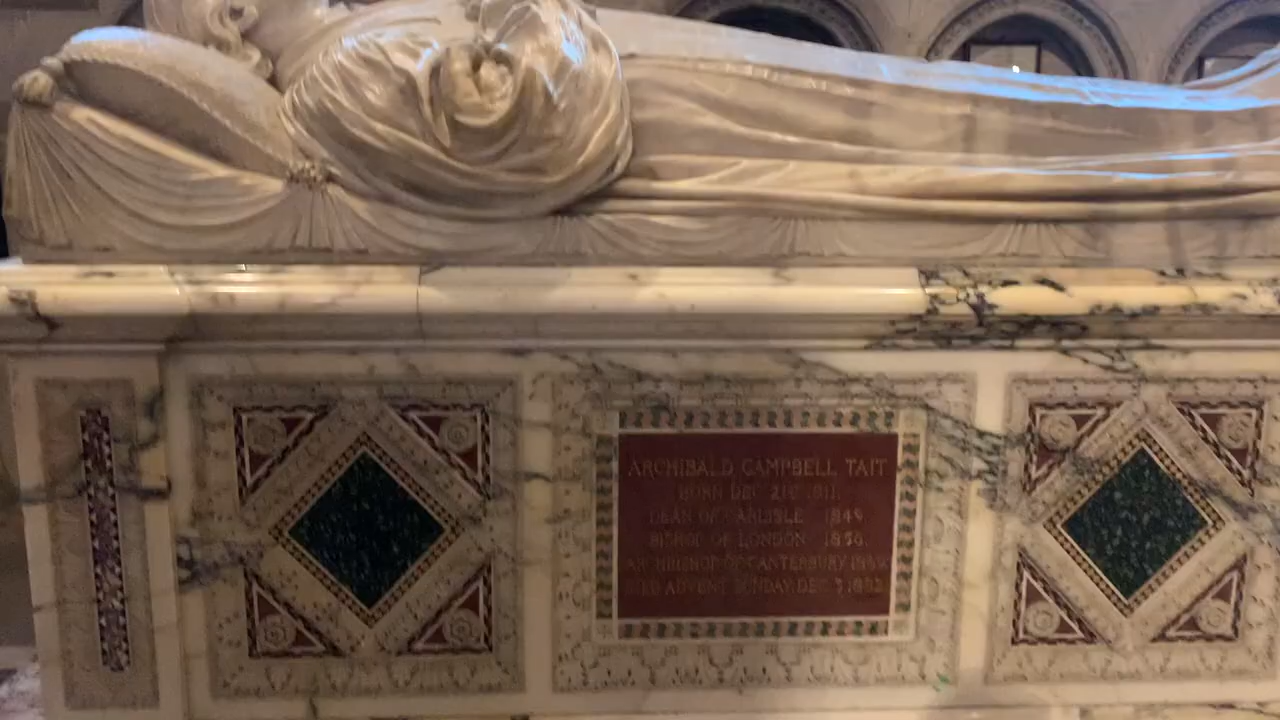 ARCHIBALD CAMPBELL TAIT
BORN DEC 21st 1811.
DEAN OF CARLISLE 1849
BISHOP OF LONDON 1856.
ARCHBISHOP OF CANTERBURY
DIED ADVENT SUNDAY, DEC 3, 1882